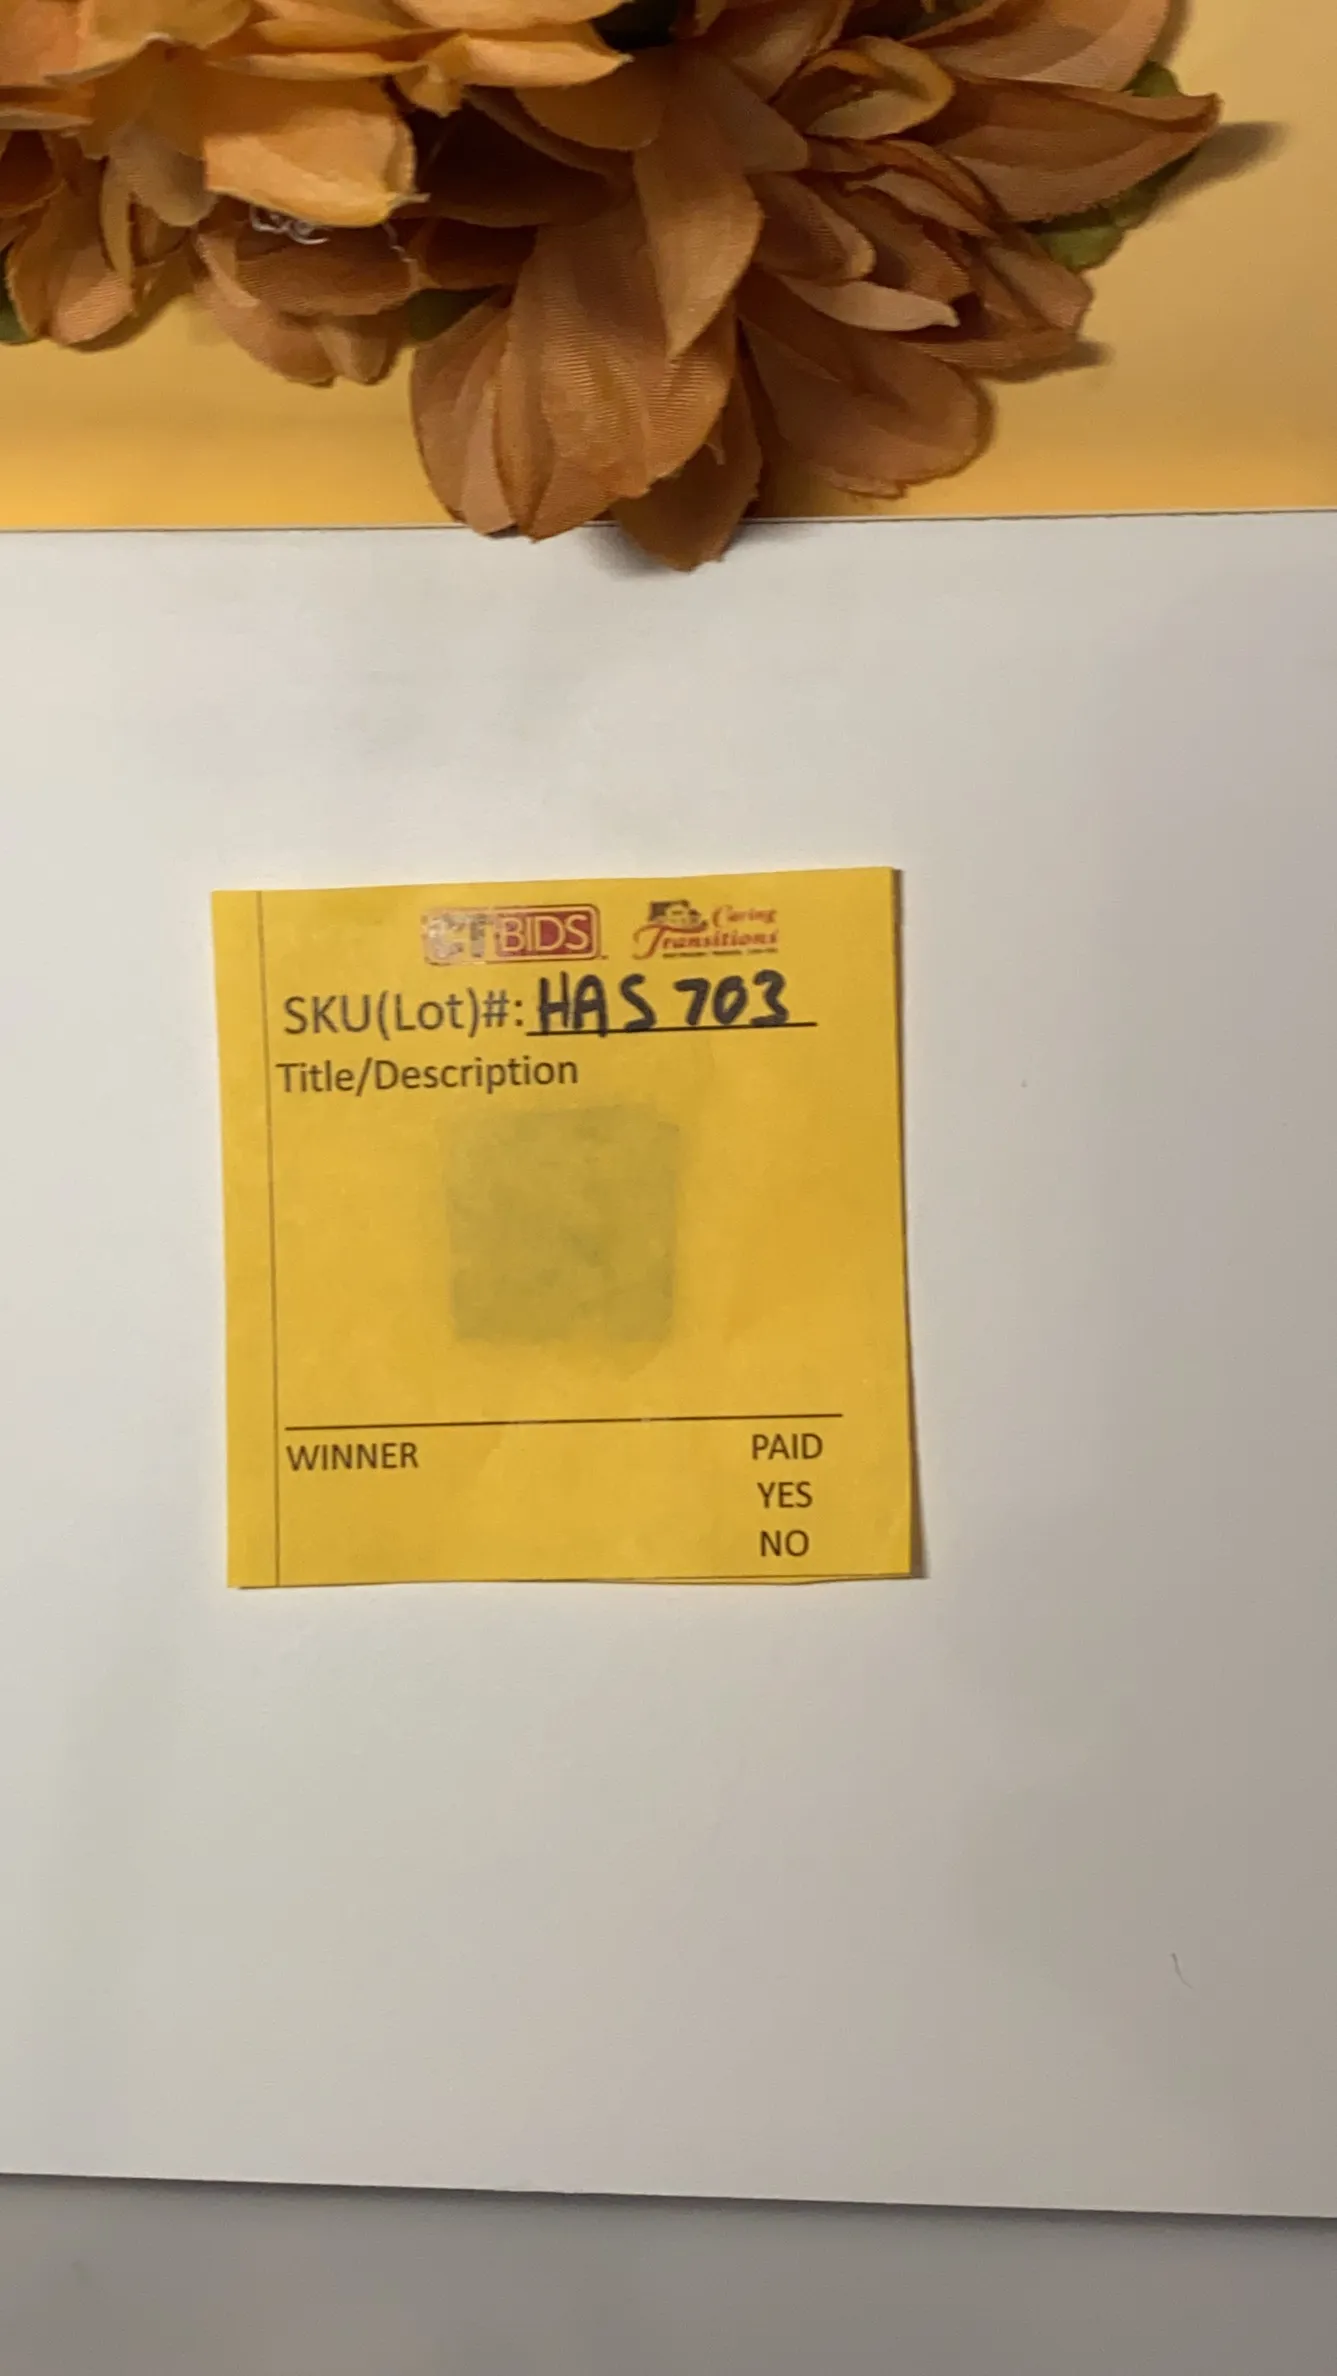 CTBIDS Caring
Transitions
SKU(Lot)#: HAS 703
Title/Description
WINNER PAID
YES
NO